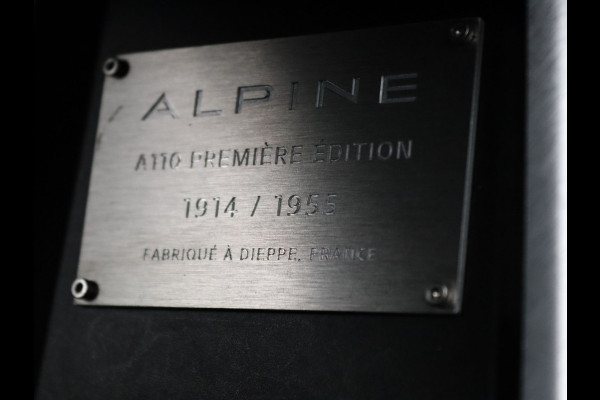 ALPINE
A110 PREMIÈRE ÉDITION
1914 / 1955
FABRIQUÉ À DIEPPE, FRANCE